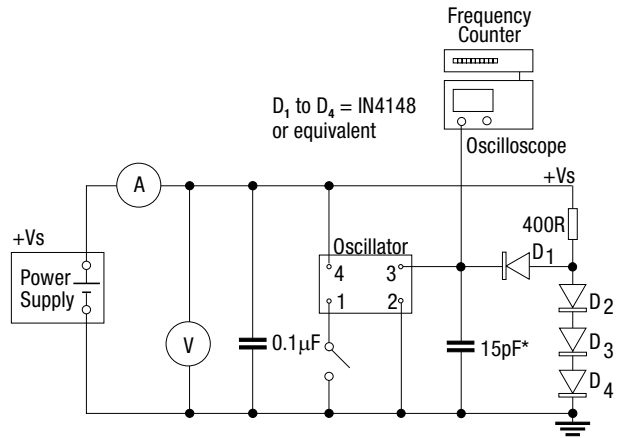 Frequency
Counter
D1 to D4 = IN4148
or equivalent
Oscilloscope
+Vs
A
400R
+Vs
Oscillator
D1
4
3
Power
Supply
1
2
D2
V
0.1μF
15pF*
D3
D4